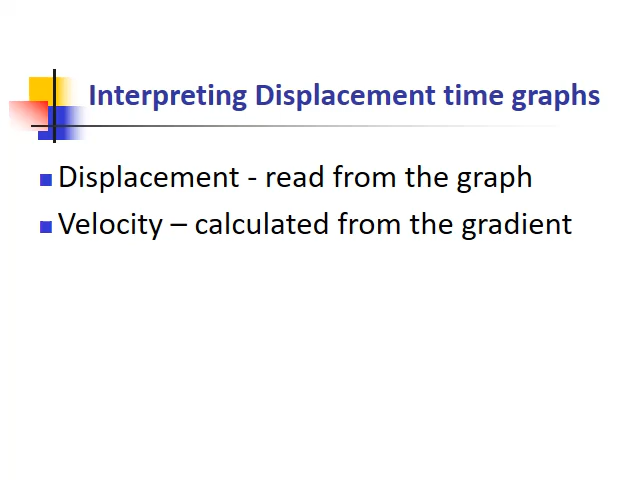 Interpreting Displacement time graphs
Displacement - read from the graph
Velocity – calculated from the gradient